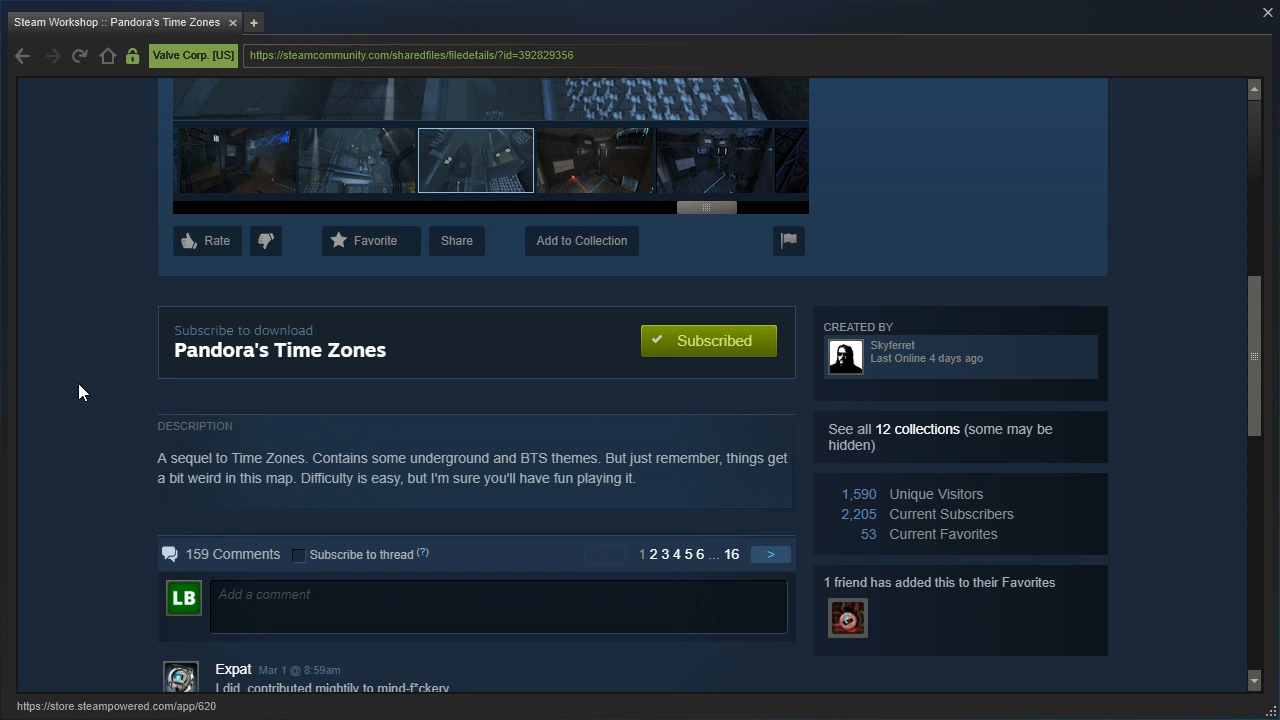 Steam Workshop :: Pandora's Time Zones
Valve Corp. [US]
https://steamcommunity.com/sharedfiles/filedetails/?id=392829356
Rate
Favorite
Share
Add to Collection
Subscribe to download
Pandora's Time Zones
Subscribed
CREATED BY
Skyferret
Last Online 4 days ago
DESCRIPTION
A sequel to Time Zones. Contains some underground and BTS themes. But just remember, things get
a bit weird in this map. Difficulty is easy, but I'm sure you'll have fun playing it.
See all 12 collections (some may be
hidden)
1,590 Unique Visitors
2,205 Current Subscribers
53 Current Favorites
159 Comments Subscribe to thread (?) < 1 2 3 4 5 6 ... 16 >
1 friend has added this to their Favorites
LB
Add a comment
Expat Mar 1 @ 8:59am
I did, contributed mightily to mind-f*ckery
https://store.steampowered.com/app/620